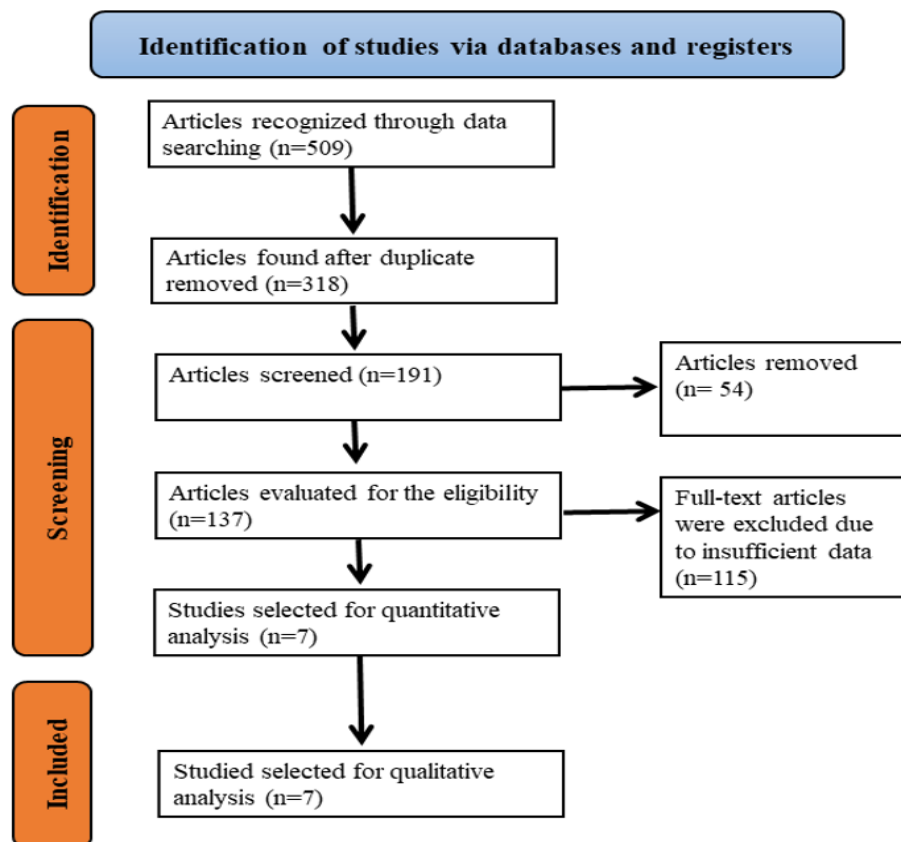 Identification of studies via databases and registers
Identification
Articles recognized through data
searching (n=509)
Articles found after duplicate
removed (n=318)
Screening
Articles screened (n=191)
Articles removed
(n= 54)
Articles evaluated for the eligibility
(n=137)
Full-text articles
were excluded due
to insufficient data
(n=115)
Studies selected for quantitative
analysis (n=7)
Included
Studied selected for qualitative
analysis (n=7)